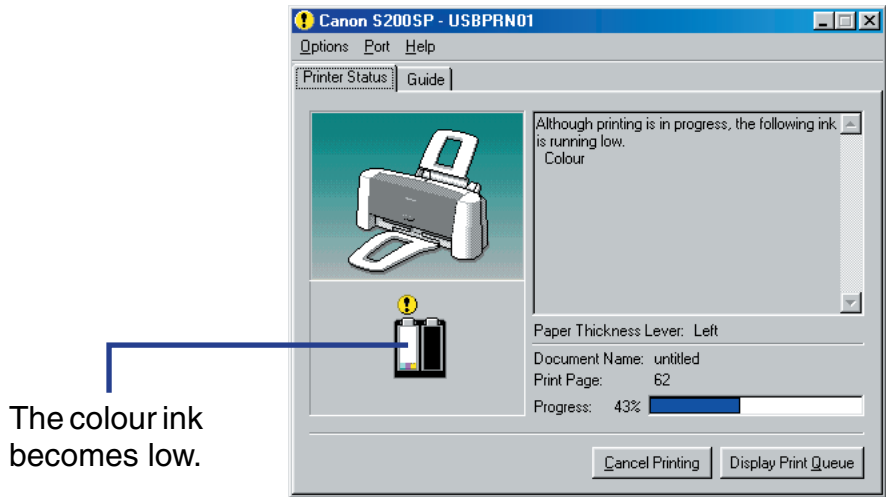 Canon S200SP - USBPRN01
Options Port Help
Printer Status Guide
Although printing is in progress, the following ink
is running low.
Colour
Paper Thickness Lever: Left
Document Name: untitled
Print Page: 62
Progress: 43%
The colour ink
becomes low.
Cancel Printing Display Print Queue